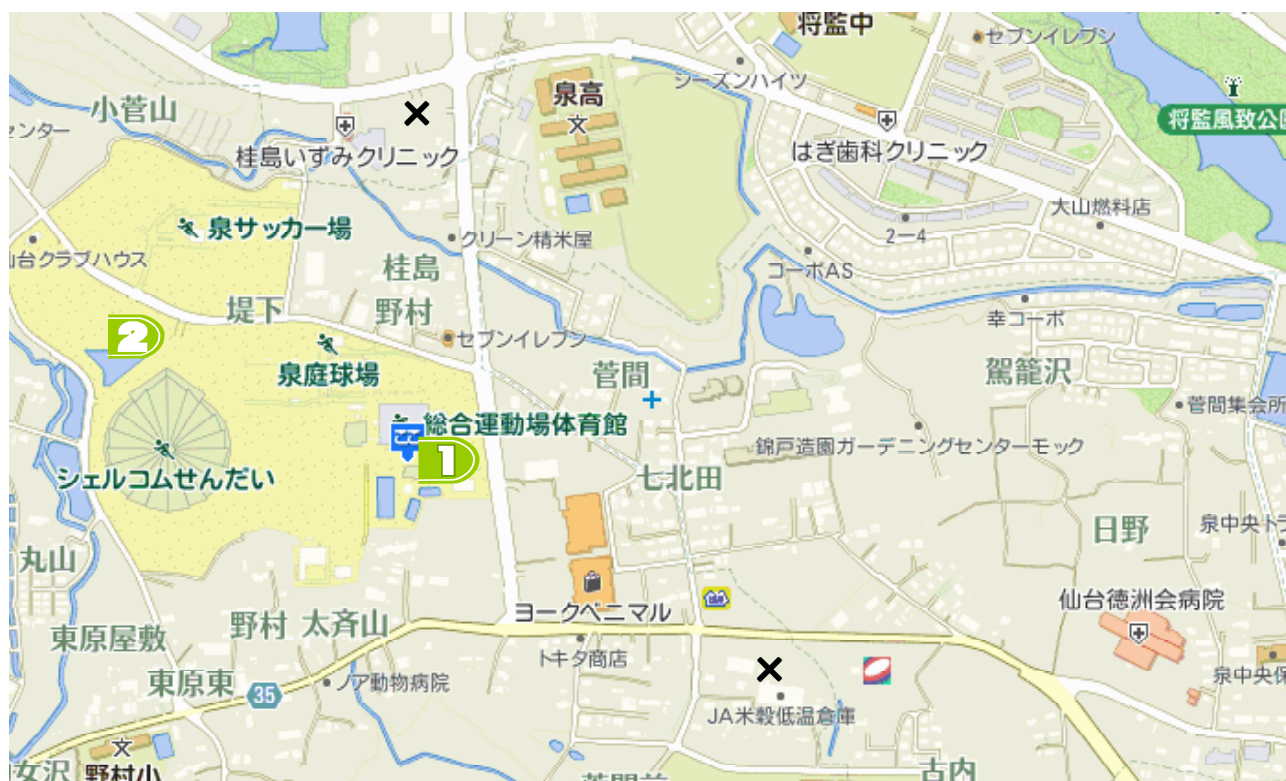 将監中
セブンイレブン
シーズンハイツ
泉高
小菅山
センター
桂島いずみクリニック
はぎ歯科クリニック
将監風致公園
大山燃料店
泉サッカー場
クリーン精米屋
2-4
台クラブハウス
桂島
コーポAS
堤下
野村
幸コーポ
2
セブンイレブン
泉庭球場
菅間
駕籠沢
菅間集会所
総合運動場体育館
錦戸造園ガーデニングセンターモック
1
シェルコムせんだい
七北田
日野
泉中央ト
丸山
仙台徳洲会病院
ヨークベニマル
野村
太斉山
東原屋敷
トキタ商店
泉中央保
東原東
35
ノア動物病院
JA米穀低温倉庫
女沢
野村小
古内